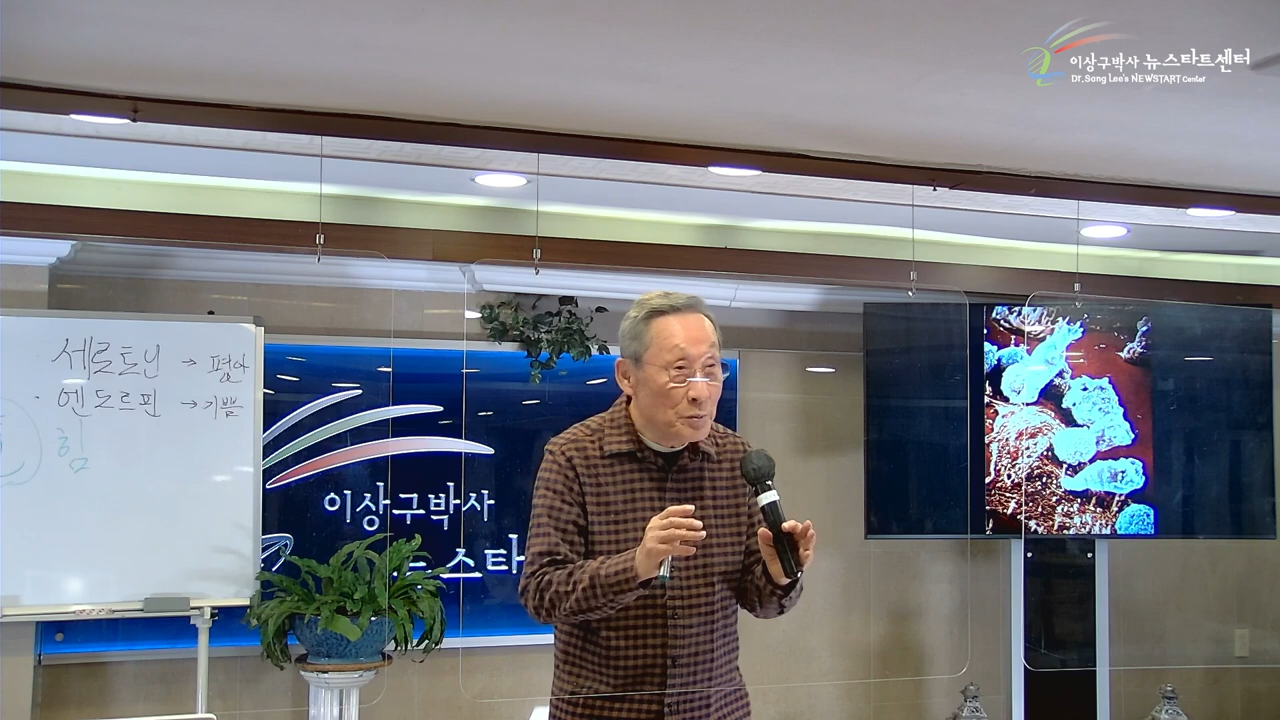 이상구박사 뉴스타트센터
Dr. Sang Lee's NEWSTART Center
세로토닌 → 평안
엔도르핀 → 기쁨
힘
이상구박사
뉴스타